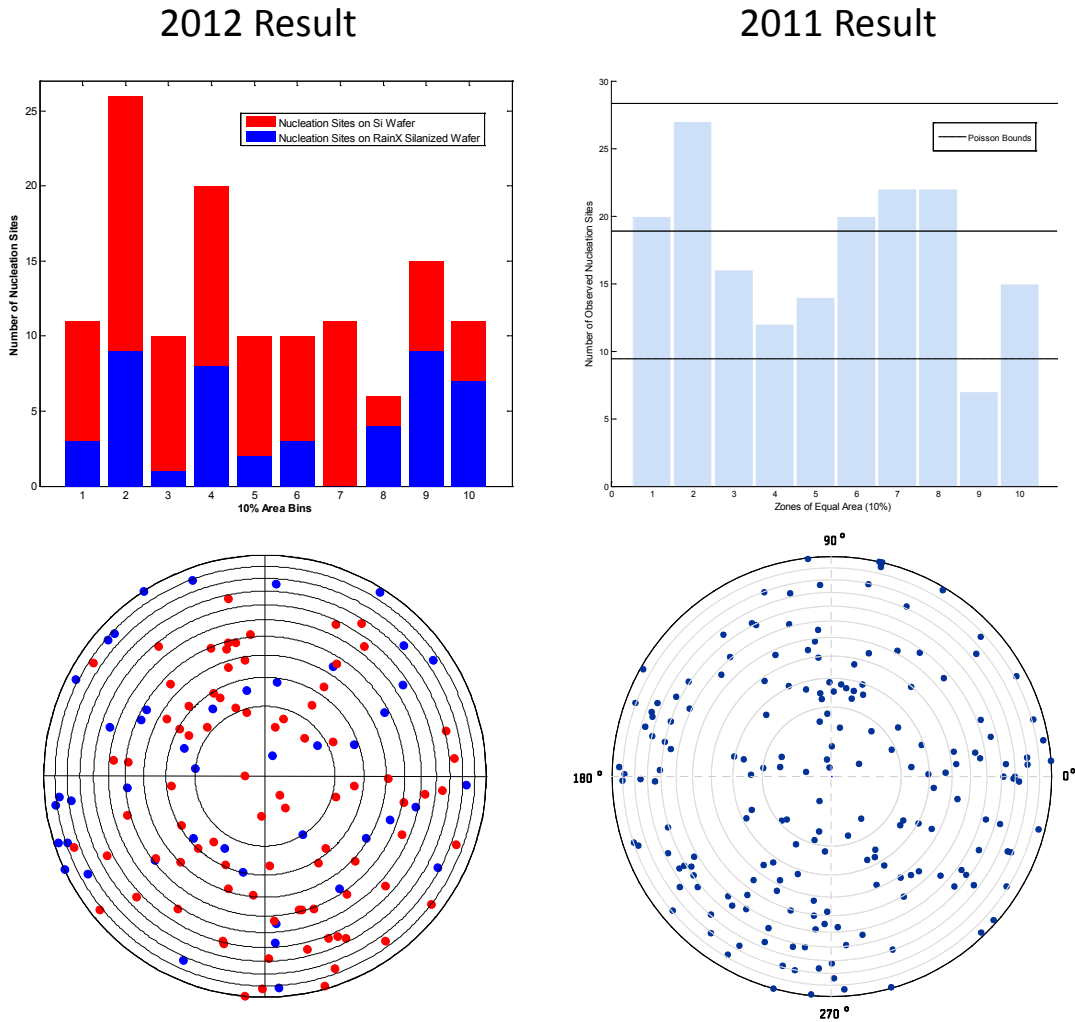 2012 Result
2011 Result
Number of Nucleation Sites
25
20
15
10
5
0
Nucleation Sites on Si Wafer
Nucleation Sites on RainX Silanized Wafer
1 2 3 4 5 6 7 8 9 10
10% Area Bins
Number of Observed Nucleation Sites
30
25
20
15
10
5
0
Poisson Bounds
0 1 2 3 4 5 6 7 8 9 10
Zones of Equal Area (10%)
90 °
180 °
0°
270 °